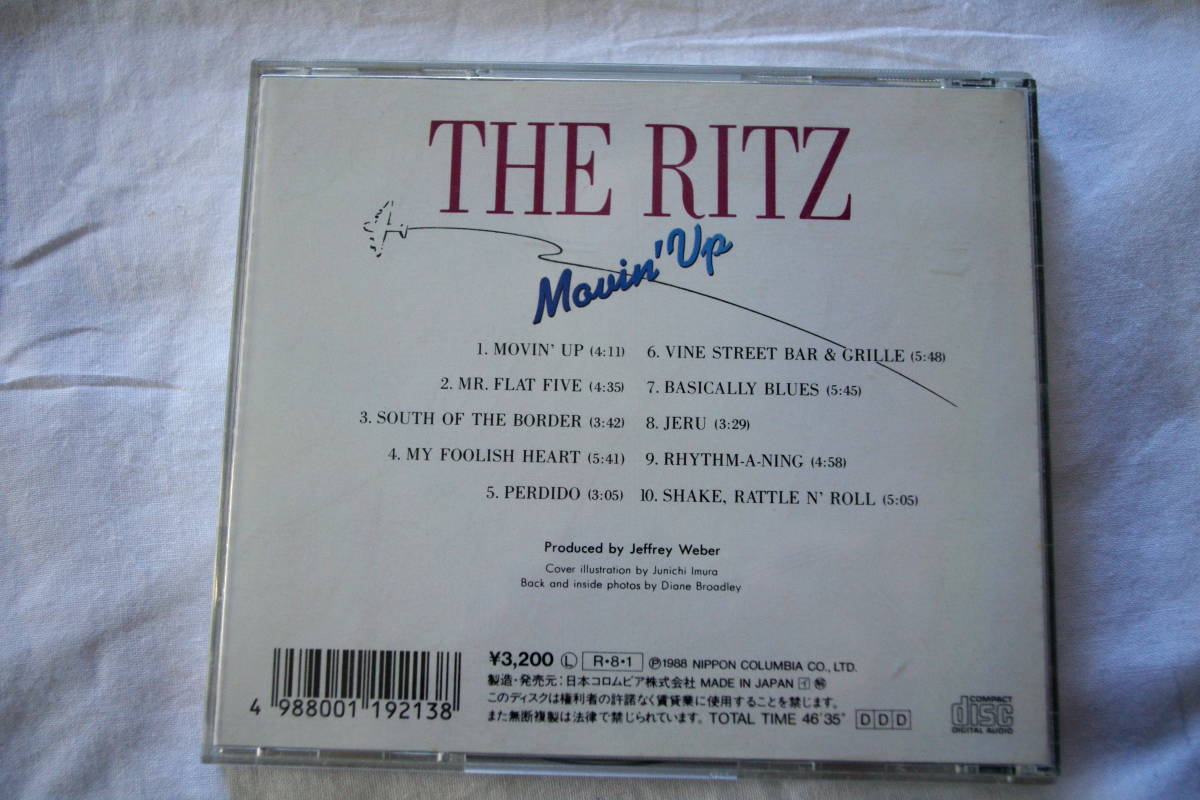 THE RITZ
Movin' Up
1. MOVIN' UP (4:11)
2. MR. FLAT FIVE (4:35)
3. SOUTH OF THE BORDER (3:42)
4. MY FOOLISH HEART (5:41)
5. PERDIDO (3:05)
6. VINE STREET BAR & GRILLE (5:48)
7. BASICALLY BLUES (5:45)
8. JERU (3:29)
9. RHYTHM-A-NING (4:58)
10. SHAKE, RATTLE N' ROLL (5:05)
Produced by Jeffrey Weber
Cover illustration by Junichi Imura
Back and inside photos by Diane Broadley
¥3,200 Ⓛ R・8・1 Ⓟ1988 NIPPON COLUMBIA CO., LTD.
製造・発売元：日本コロムビア株式会社 MADE IN JAPAN
このディスクは権利者の許諾なく賃貸業に使用することを禁じます。
また無断複製は法律で禁じられています。 TOTAL TIME 46'35" DDD
4 988001 192138
COMPACT
disc
DIGITAL AUDIO